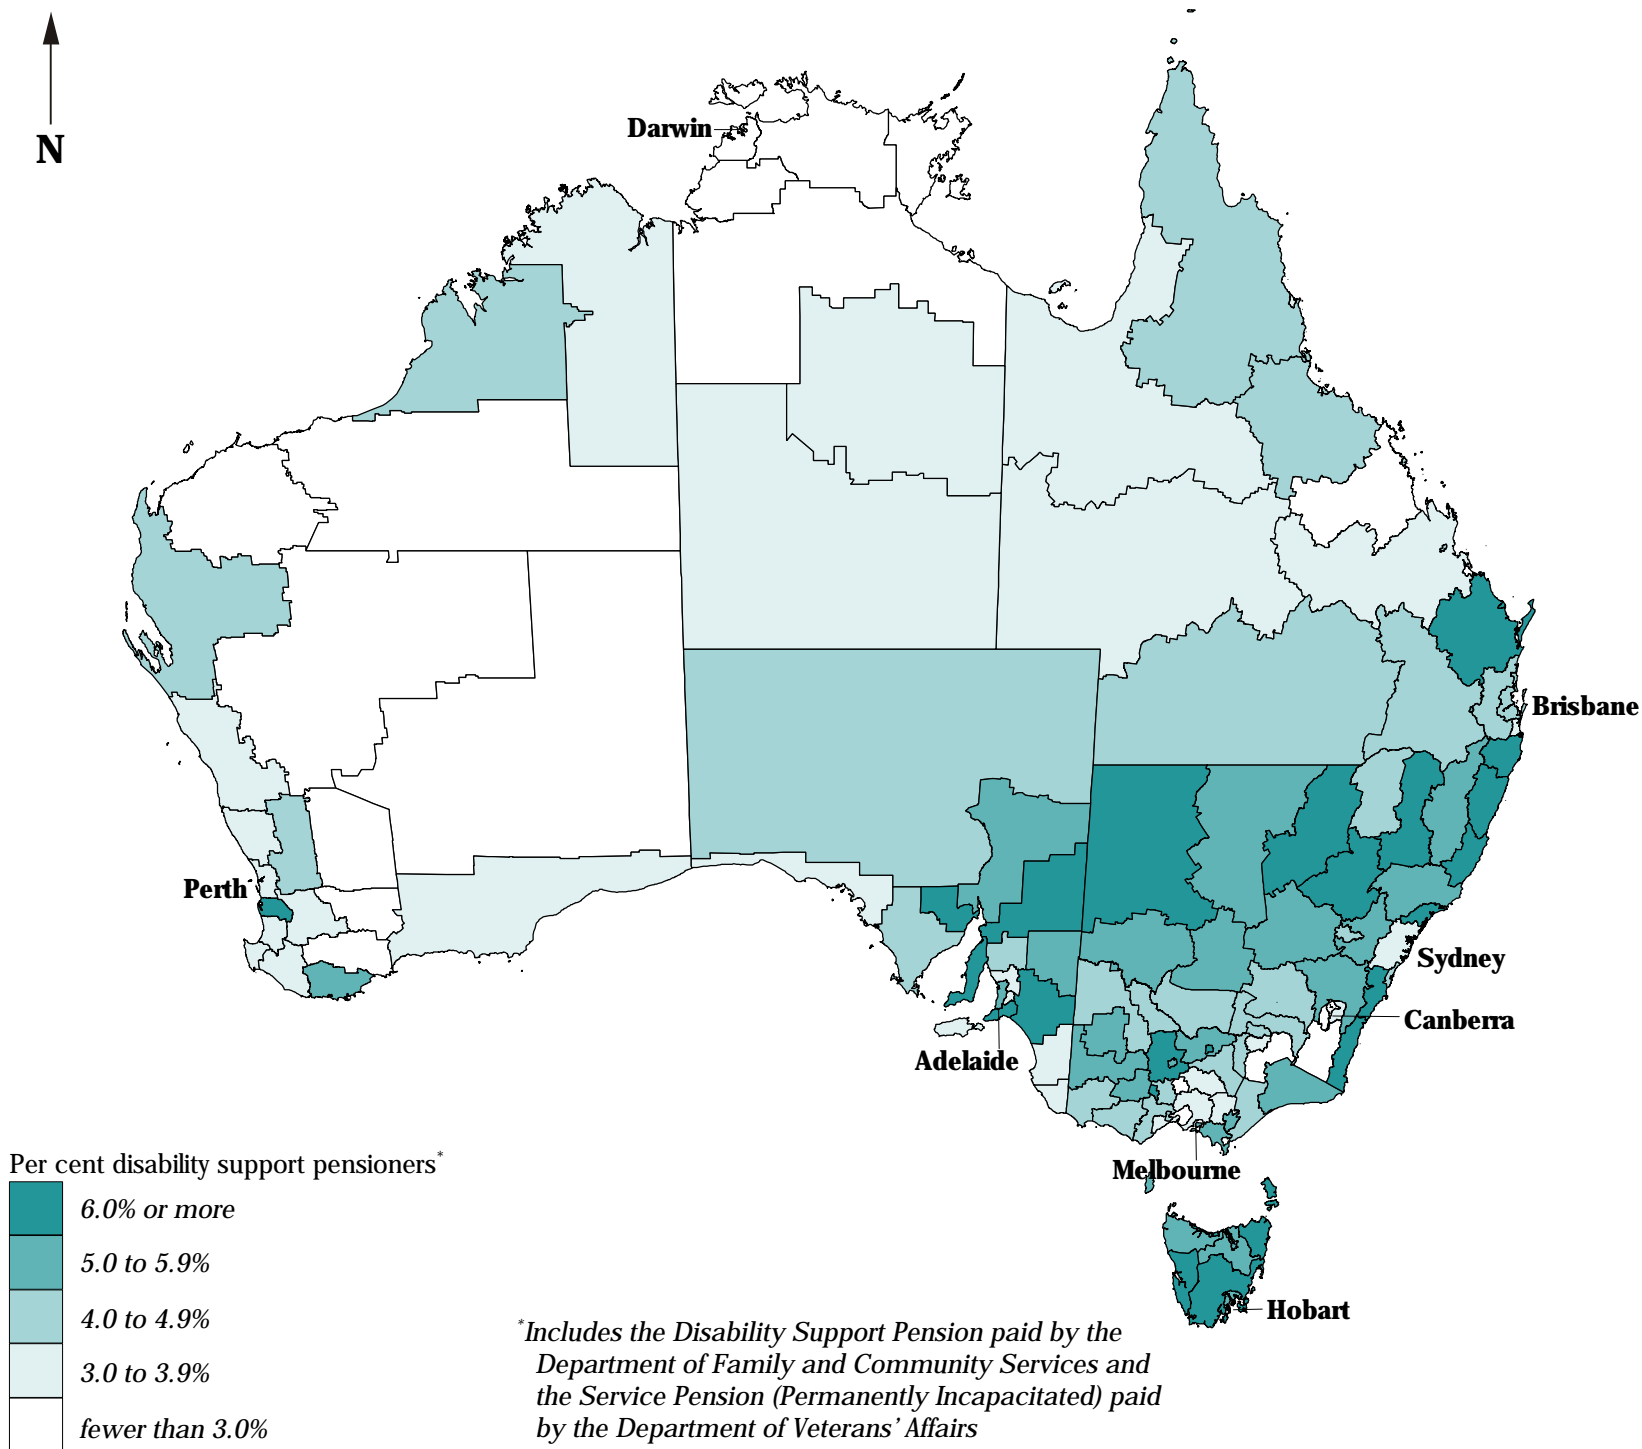 N
Darwin
Brisbane
Perth
Sydney
Canberra
Adelaide
Melbourne
Hobart
Per cent disability support pensioners*
6.0% or more
5.0 to 5.9%
4.0 to 4.9%
3.0 to 3.9%
fewer than 3.0%
*Includes the Disability Support Pension paid by the
Department of Family and Community Services and
the Service Pension (Permanently Incapacitated) paid
by the Department of Veterans' Affairs